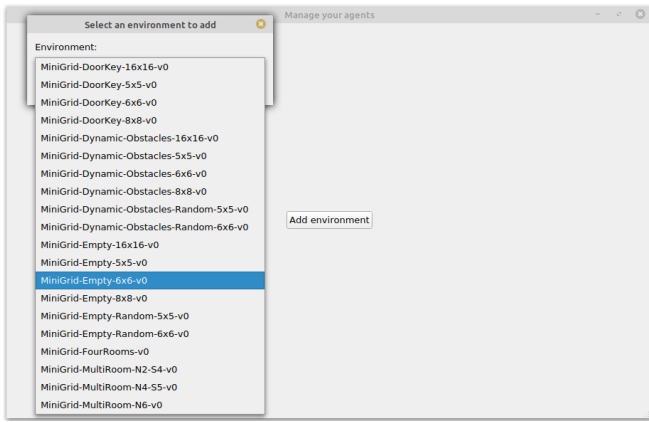 Manage your agents
Select an environment to add
Environment:
MiniGrid-DoorKey-16x16-v0
MiniGrid-DoorKey-5x5-v0
MiniGrid-DoorKey-6x6-v0
MiniGrid-DoorKey-8x8-v0
MiniGrid-Dynamic-Obstacles-16x16-v0
MiniGrid-Dynamic-Obstacles-5x5-v0
MiniGrid-Dynamic-Obstacles-6x6-v0
MiniGrid-Dynamic-Obstacles-8x8-v0
MiniGrid-Dynamic-Obstacles-Random-5x5-v0
MiniGrid-Dynamic-Obstacles-Random-6x6-v0
MiniGrid-Empty-16x16-v0
MiniGrid-Empty-5x5-v0
MiniGrid-Empty-6x6-v0
MiniGrid-Empty-8x8-v0
MiniGrid-Empty-Random-5x5-v0
MiniGrid-Empty-Random-6x6-v0
MiniGrid-FourRooms-v0
MiniGrid-MultiRoom-N2-S4-v0
MiniGrid-MultiRoom-N4-S5-v0
MiniGrid-MultiRoom-N6-v0
Add environment